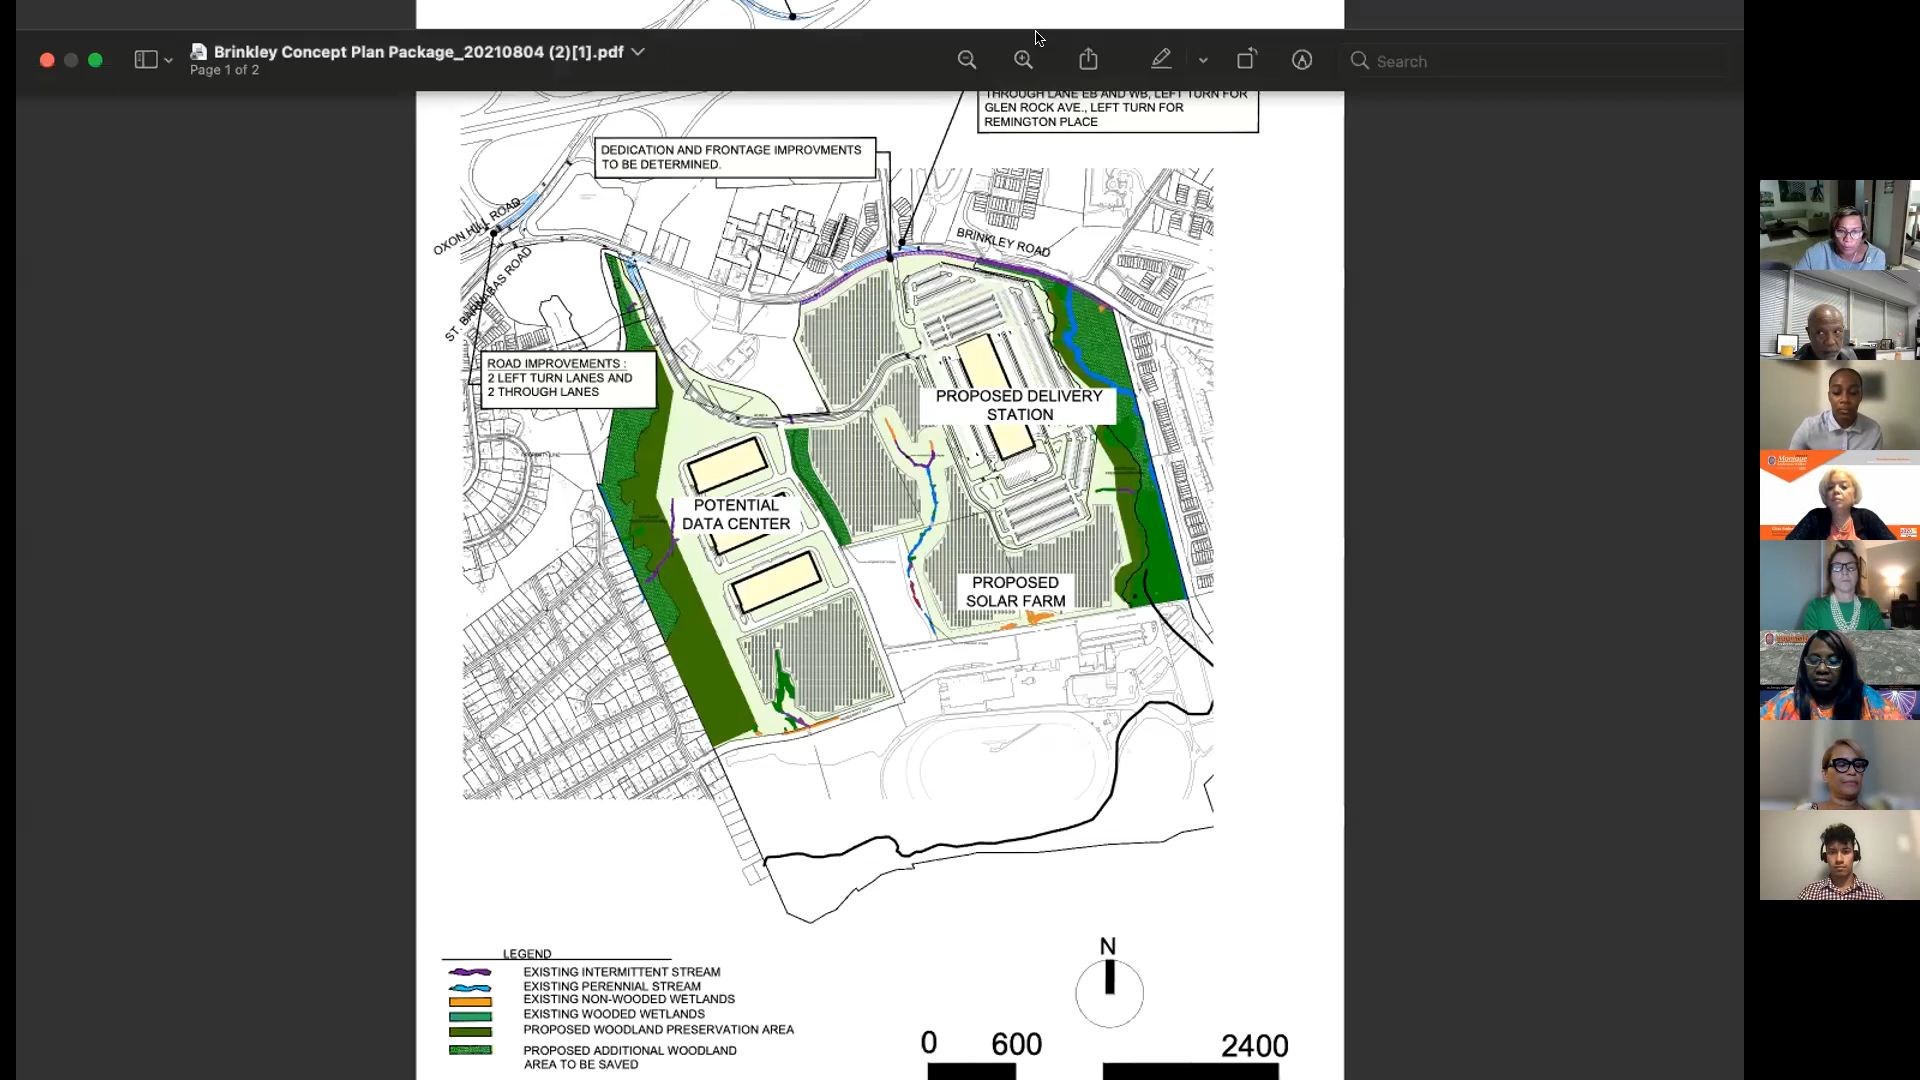 Brinkley Concept Plan Package_20210804 (2)[1].pdf
Page 1 of 2
Search
THROUGH LANE EB AND WB, LEFT TURN FOR
GLEN ROCK AVE., LEFT TURN FOR
REMINGTON PLACE
DEDICATION AND FRONTAGE IMPROVMENTS
TO BE DETERMINED.
OXON HILL ROAD
ST. BARNABAS ROAD
BRINKLEY ROAD
ROAD IMPROVEMENTS :
2 LEFT TURN LANES AND
2 THROUGH LANES
PROPOSED DELIVERY
STATION
POTENTIAL
DATA CENTER
PROPOSED
SOLAR FARM
LEGEND
EXISTING INTERMITTENT STREAM
EXISTING PERENNIAL STREAM
EXISTING NON-WOODED WETLANDS
EXISTING WOODED WETLANDS
PROPOSED WOODLAND PRESERVATION AREA
PROPOSED ADDITIONAL WOODLAND
AREA TO BE SAVED
N
0 600 2400
Monique